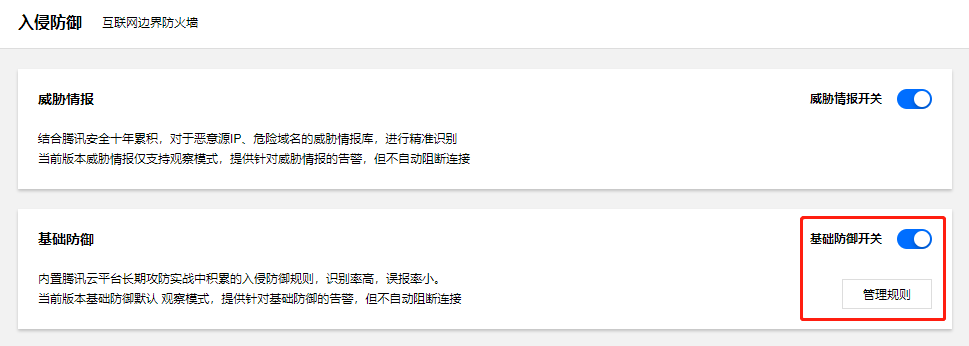 入侵防御 互联网边界防火墙
威胁情报 威胁情报开关
结合腾讯安全十年累积，对于恶意源IP、危险域名的威胁情报库，进行精准识别
当前版本威胁情报仅支持观察模式，提供针对威胁情报的告警，但不自动阻断连接
基础防御 基础防御开关
内置腾讯云平台长期攻防实战中积累的入侵防御规则，识别率高，误报率小。
当前版本基础防御默认 观察模式，提供针对基础防御的告警，但不自动阻断连接
管理规则